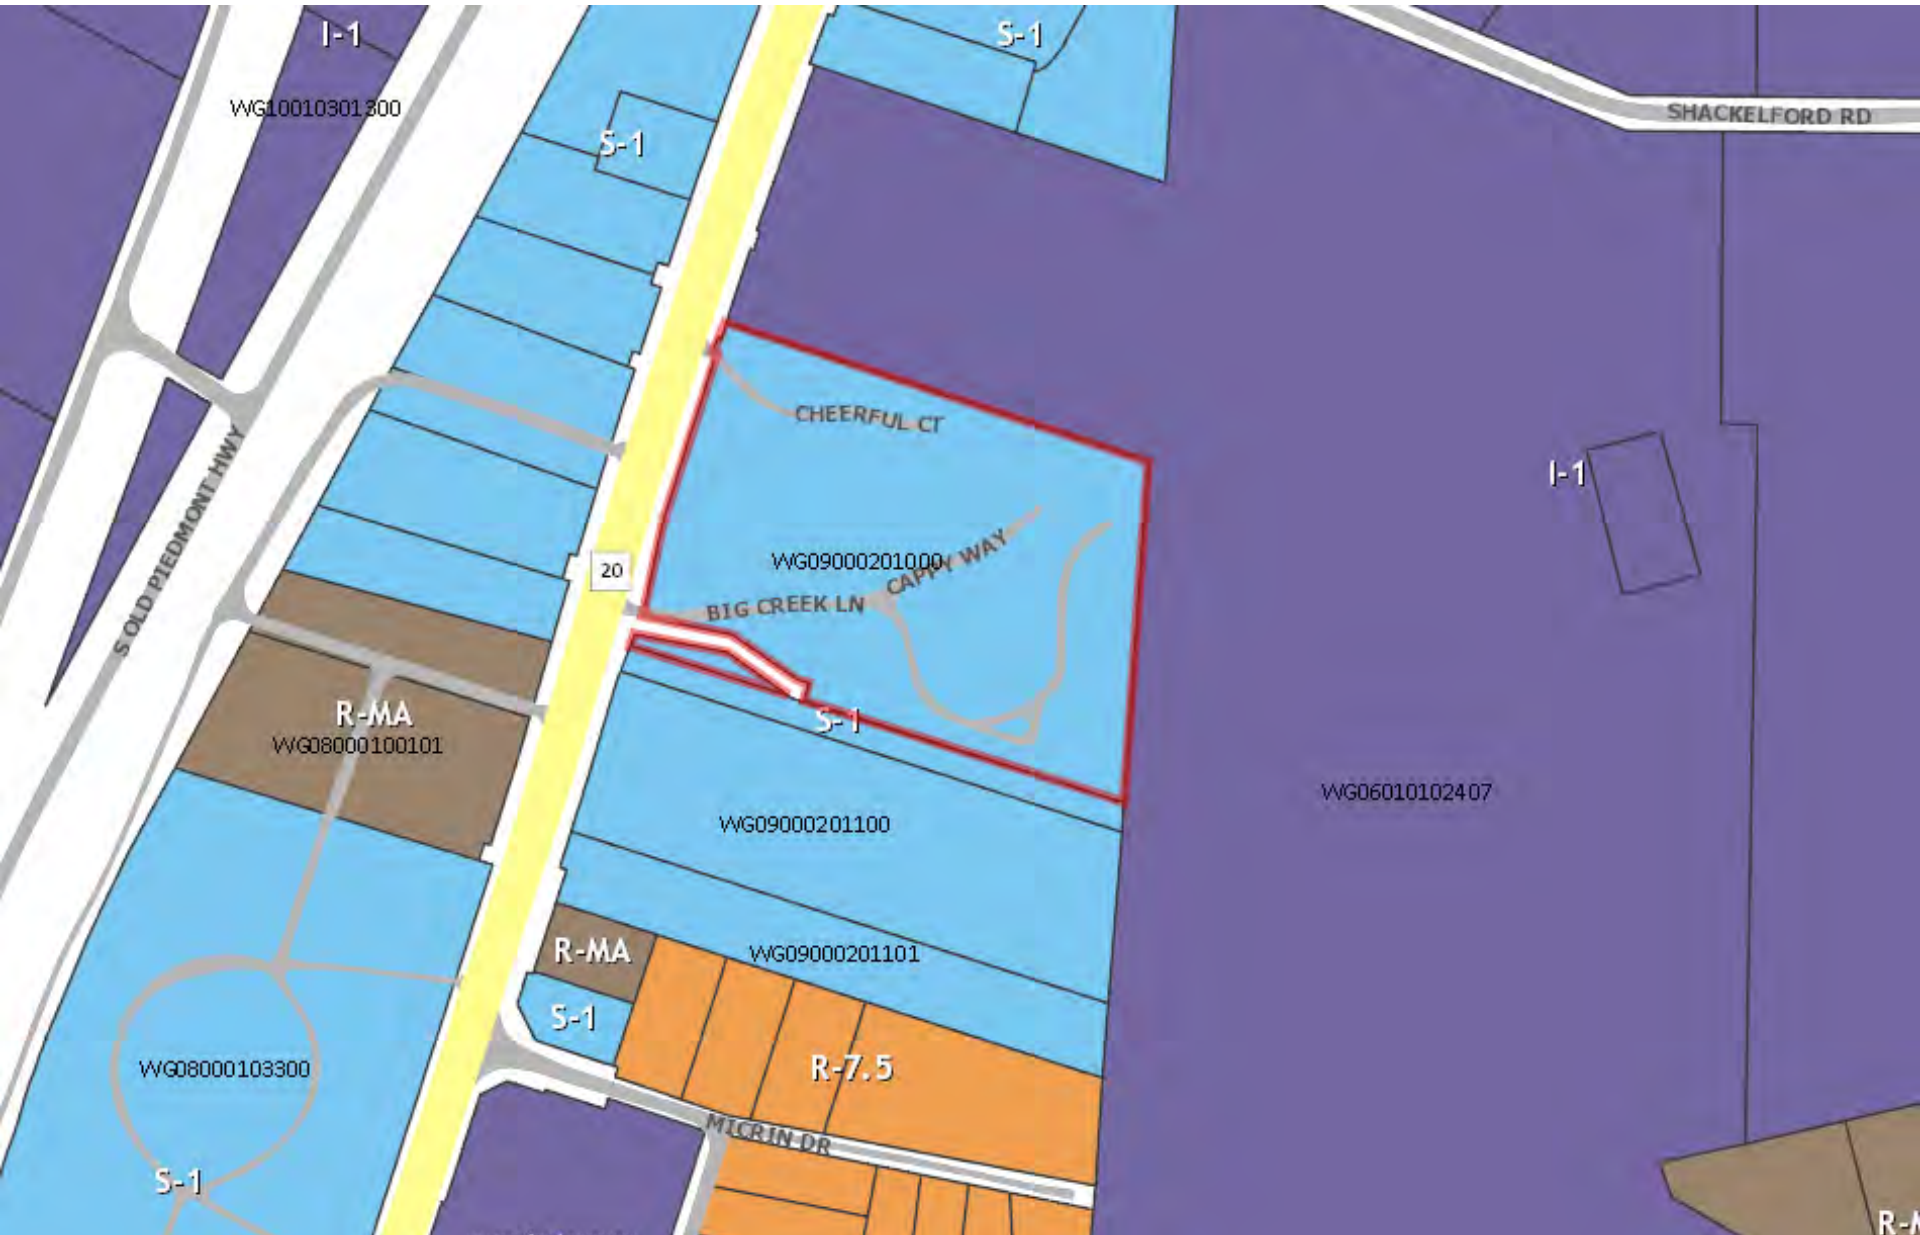 I-1
S-1
WG10010301300
SHACKELFORD RD
S-1
CHEERFUL CT
I-1
S OLD PIEDMONT HWY
20
WG09000201000
CAPPY WAY
BIG CREEK LN
R-MA
S-1
WG08000100101
WG06010102407
WG09000201100
R-MA
WG09000201101
S-1
WG08000103300
R-7.5
MICRIN DR
S-1